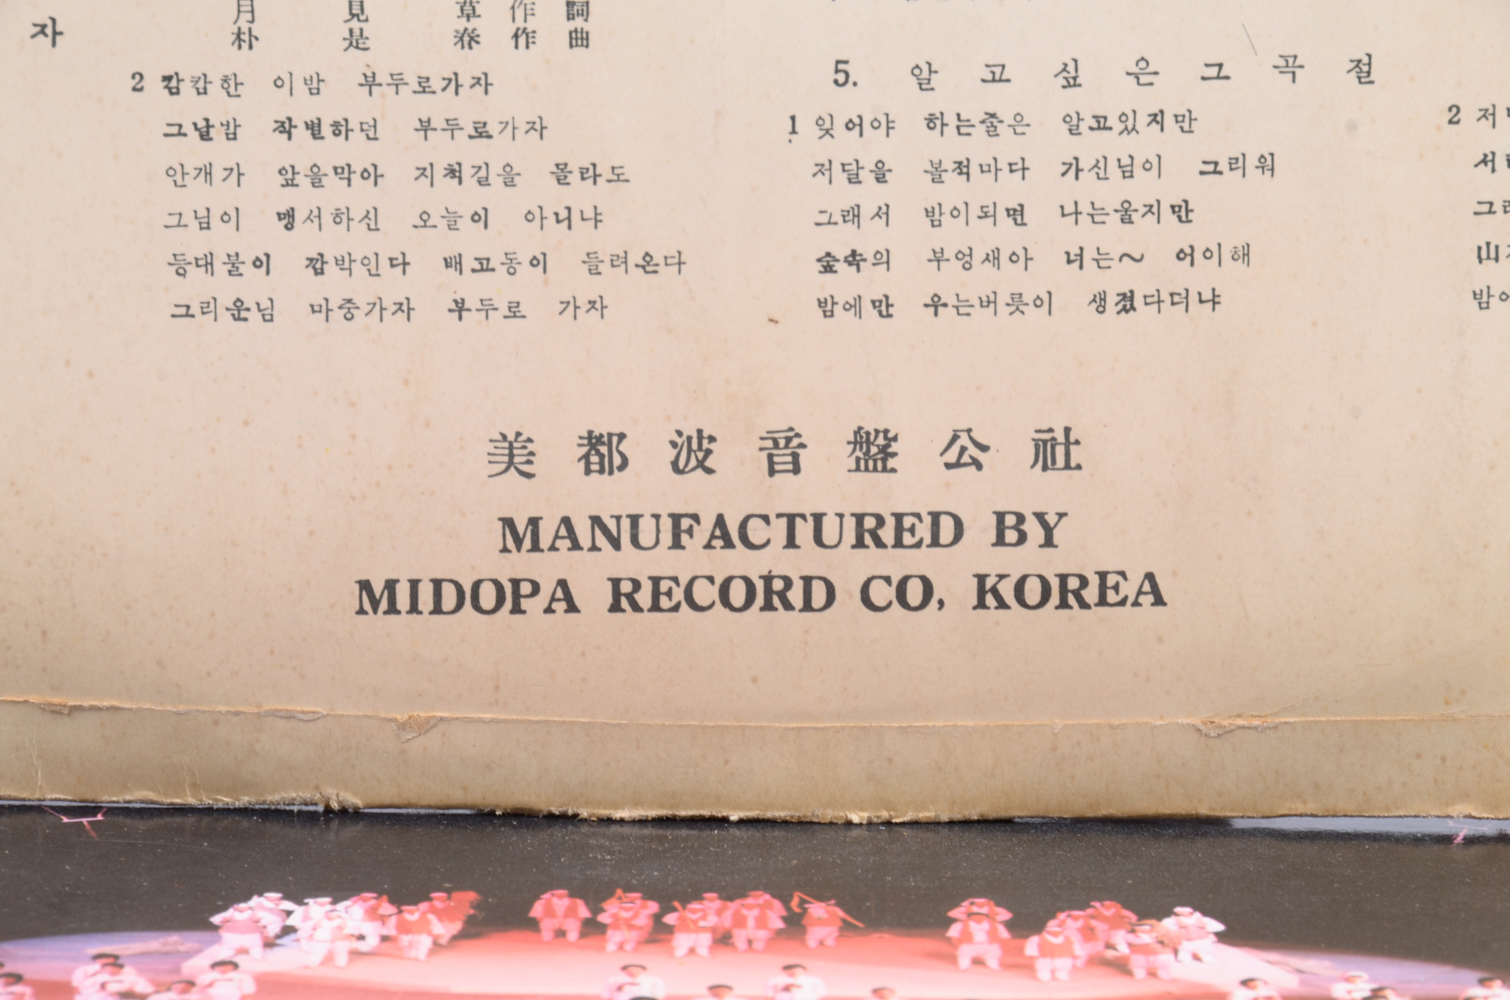 자
月見草 作詞
朴是春 作曲
2 캄캄한 이밤 부두로가자
그날밤 작별하던 부두로가자
안개가 앞을막아 지척길을 몰라도
그님이 맹서하신 오늘이 아니냐
등대불이 깜박인다 배고동이 들려온다
그리운님 마중가자 부두로 가자
5. 알고싶은그곡절
1 잊어야 하는줄은 알고있지만
저달을 볼적마다 가신님이 그리워
그래서 밤이되면 나는울지만
숲속의 부엉새야 너는~ 어이해
밤에만 우는버릇이 생겼다더냐
2 저
서
그
山
밤에
美都波音盤公社
MANUFACTURED BY
MIDOPA RECORD CO, KOREA